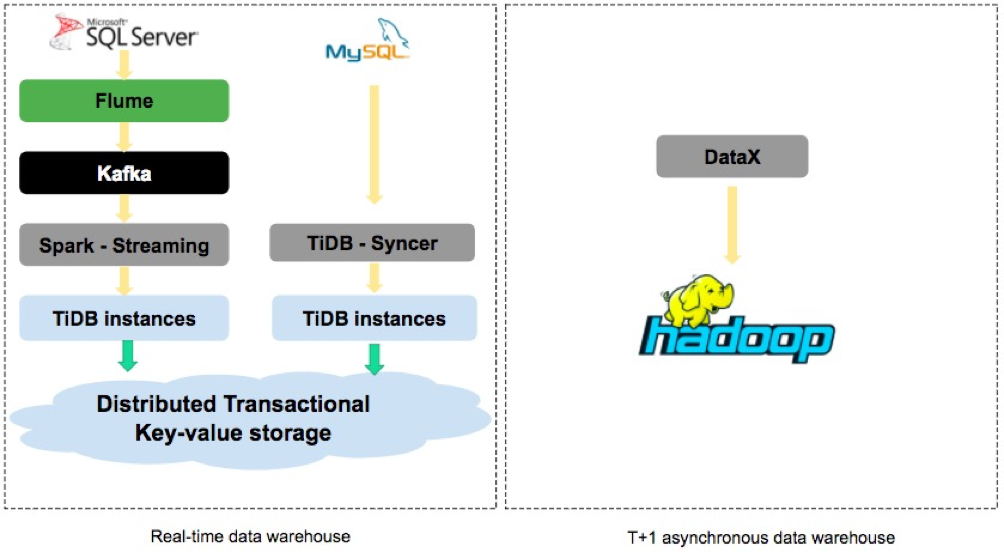 Microsoft
SQL Server
MySQL
Flume
Kafka
Spark - Streaming
TiDB - Syncer
TiDB instances
TiDB instances
Distributed Transactional
Key-value storage
Real-time data warehouse
DataX
hadoop
T+1 asynchronous data warehouse